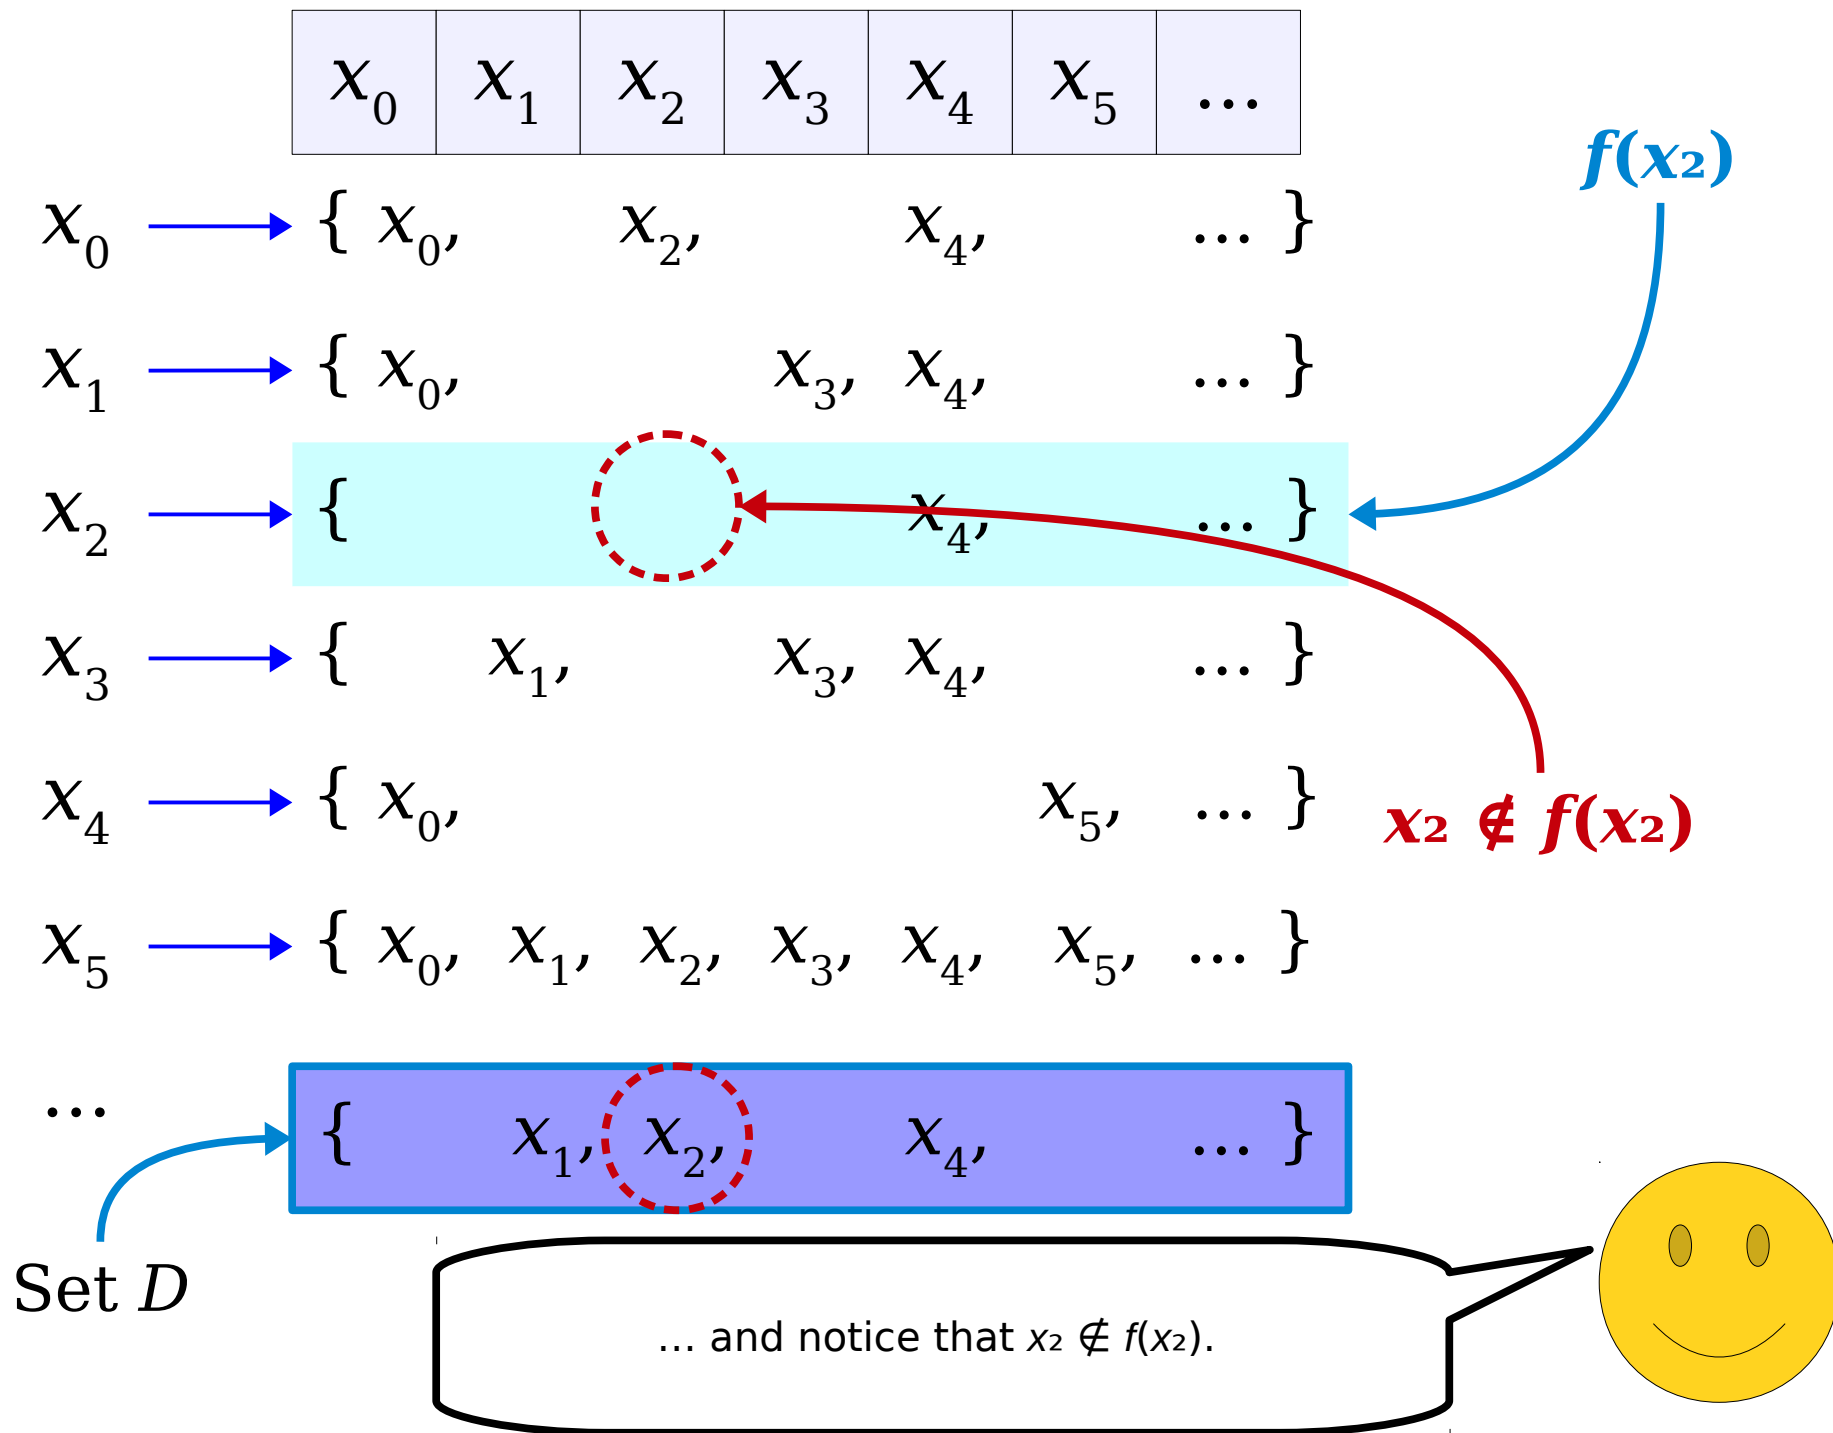 x₀ x₁ x₂ x₃ x₄ x₅ ...
f(x₂)
x₀ { x₀, x₂, x₄, ... }
x₁ { x₀, x₃, x₄, ... }
x₂ { x₄, ... }
x₃ { x₁, x₃, x₄, ... }
x₄ { x₀, x₅, ... }
x₂ ∉ f(x₂)
x₅ { x₀, x₁, x₂, x₃, x₄, x₅, ... }
...
{ x₁, x₂, x₄, ... }
Set D
… and notice that x₂ ∉ f(x₂).